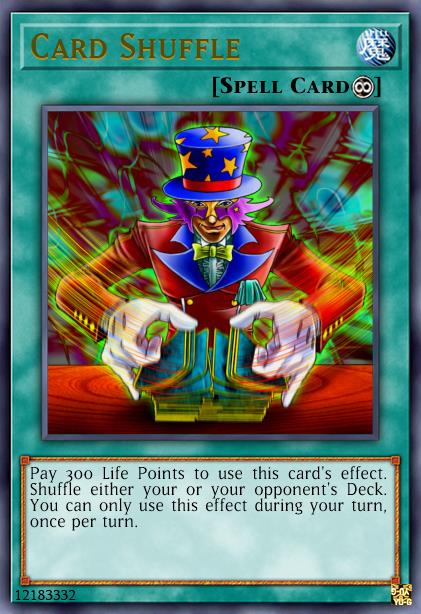 Card Shuffle
魔
[Spell Card∞]
Pay 300 Life Points to use this card's effect.
Shuffle either your or your opponent's Deck.
You can only use this effect during your turn,
once per turn.
12183332